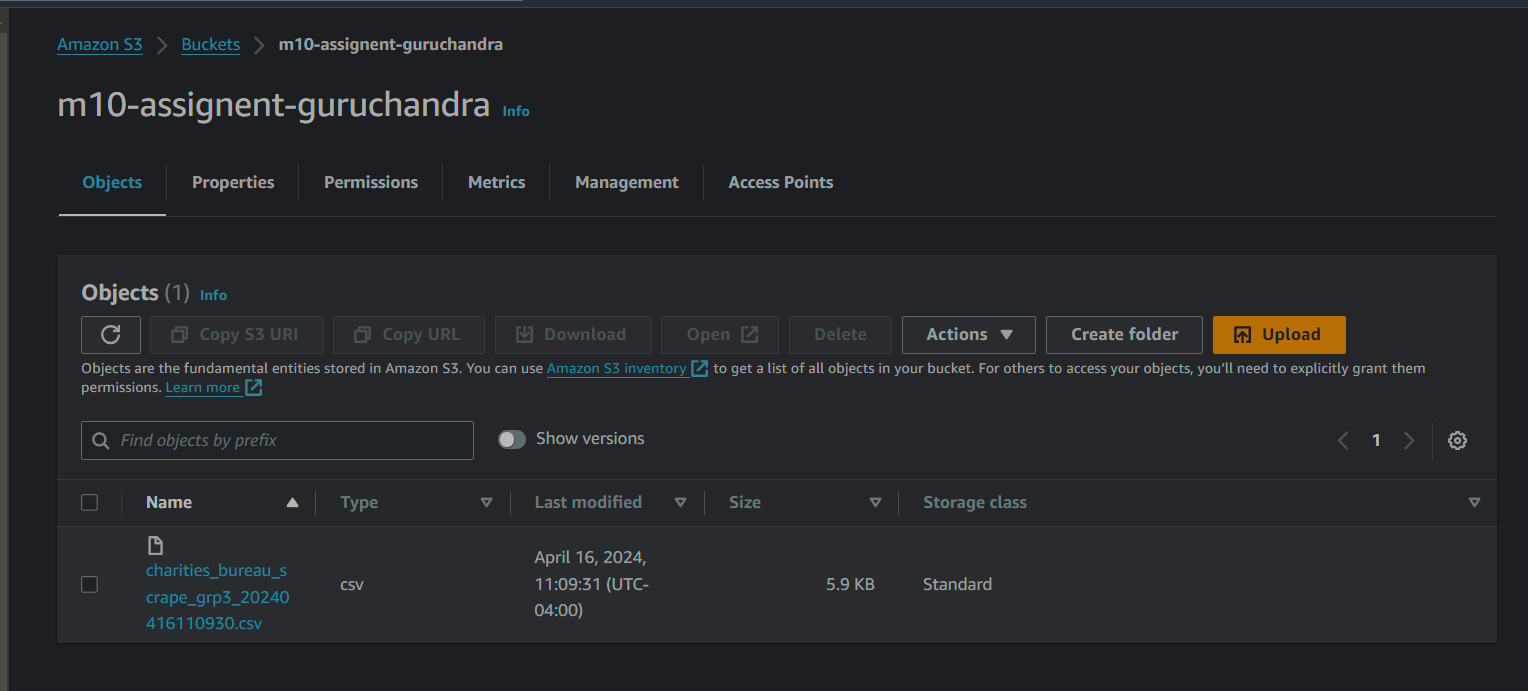 Amazon S3 > Buckets > m10-assignent-guruchandra
m10-assignent-guruchandra Info
Objects Properties Permissions Metrics Management Access Points
Objects (1) Info
Copy S3 URI Copy URL Download Open Delete Actions Create folder Upload
Objects are the fundamental entities stored in Amazon S3. You can use Amazon S3 inventory to get a list of all objects in your bucket. For others to access your objects, you’ll need to explicitly grant them
permissions. Learn more
Find objects by prefix Show versions 1
Name Type Last modified Size Storage class
charities_bureau_s
crape_grp3_20240
416110930.csv
csv
April 16, 2024,
11:09:31 (UTC-
04:00)
5.9 KB
Standard